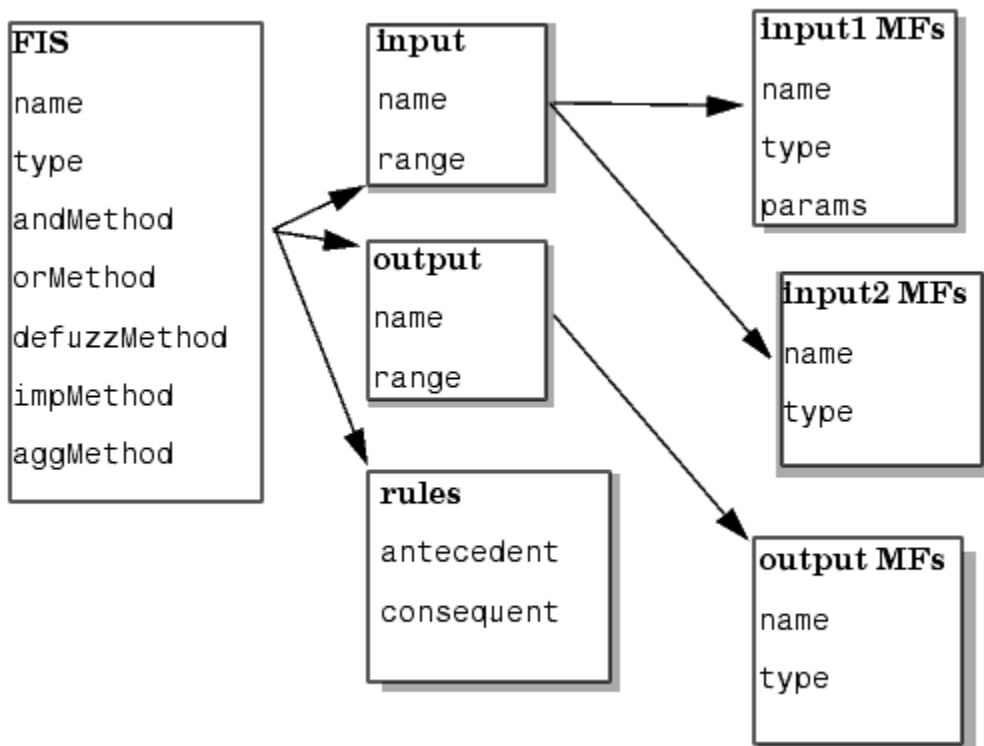 FIS
name
type
andMethod
orMethod
defuzzMethod
impMethod
aggMethod
input
name
range
output
name
range
rules
antecedent
consequent
input1 MFs
name
type
params
input2 MFs
name
type
output MFs
name
type